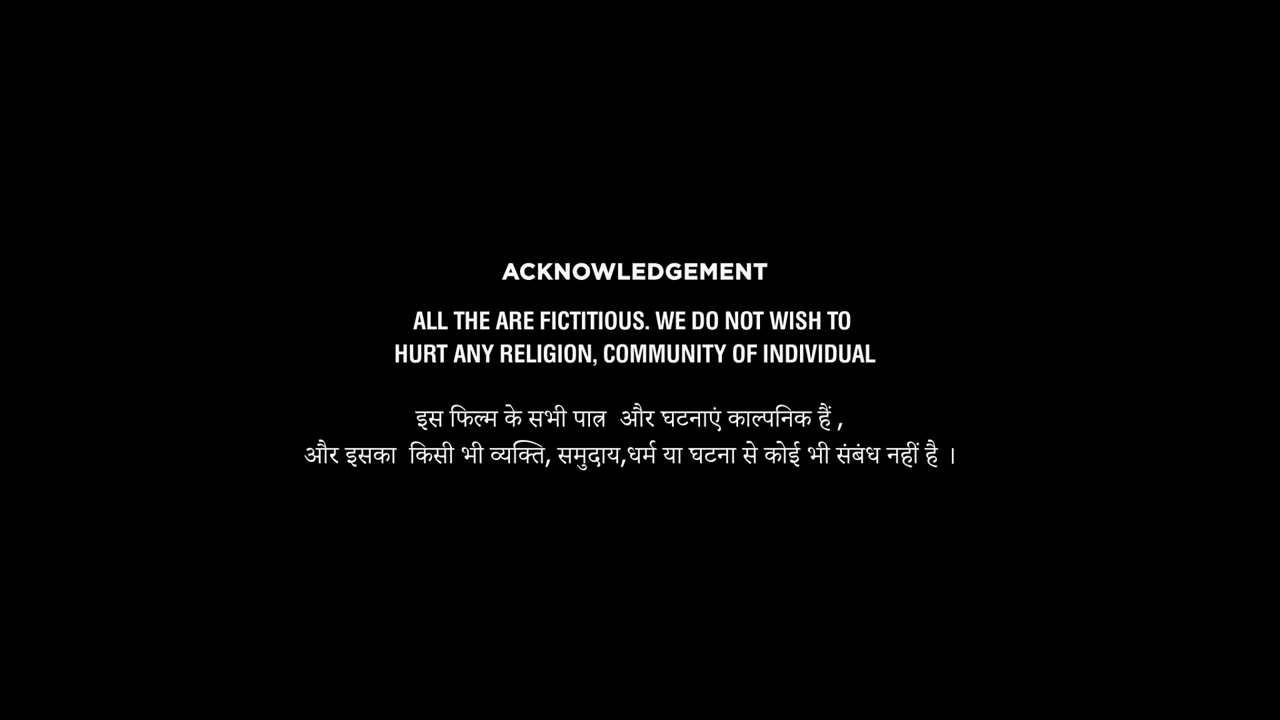 ACKNOWLEDGEMENT
ALL THE ARE FICTITIOUS. WE DO NOT WISH TO
HURT ANY RELIGION, COMMUNITY OF INDIVIDUAL
इस फिल्म के सभी पात्र  और घटनाएं काल्पनिक हैं ,
और इसका  किसी भी व्यक्ति, समुदाय,धर्म या घटना से कोई भी संबंध नहीं है ।